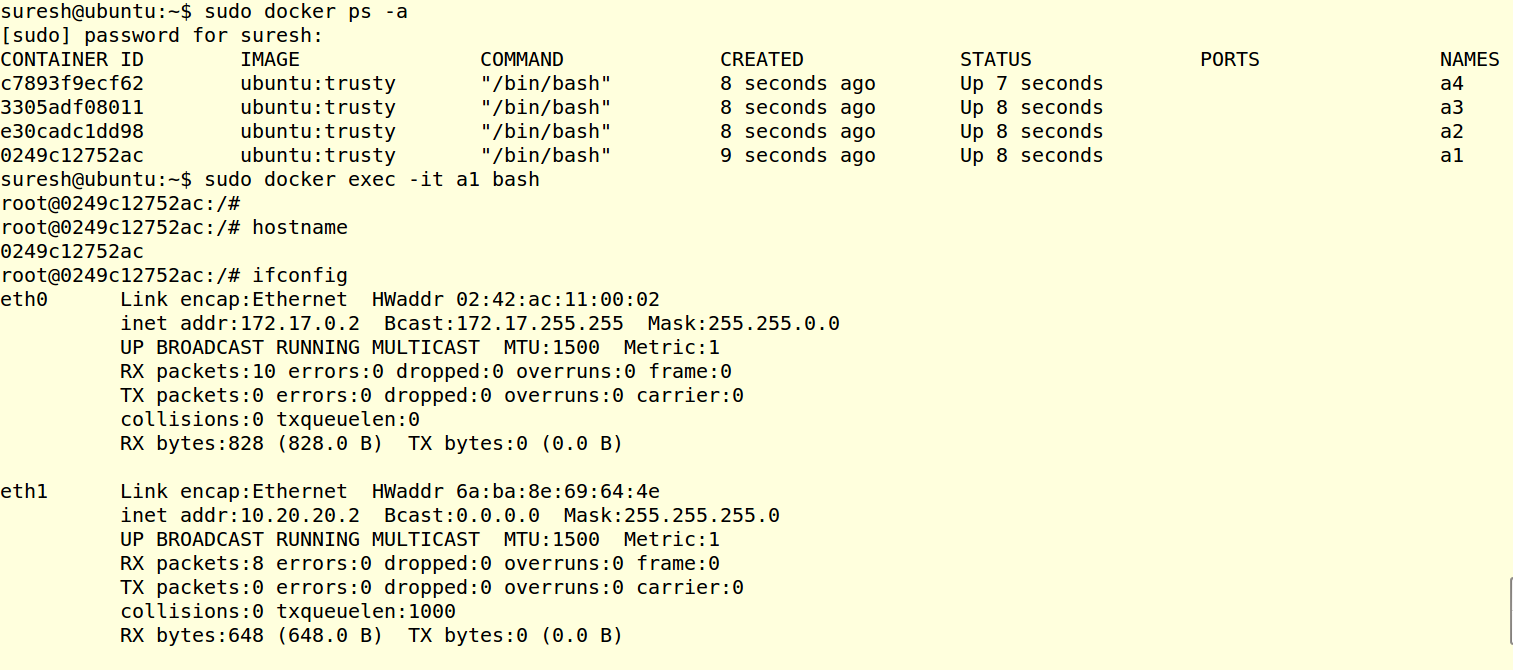 suresh@ubuntu:~$ sudo docker ps -a
[sudo] password for suresh:
CONTAINER ID        IMAGE               COMMAND             CREATED             STATUS              PORTS               NAMES
c7893f9ecf62        ubuntu:trusty       "/bin/bash"         8 seconds ago       Up 7 seconds                            a4
3305adf08011        ubuntu:trusty       "/bin/bash"         8 seconds ago       Up 8 seconds                            a3
e30cadc1dd98        ubuntu:trusty       "/bin/bash"         8 seconds ago       Up 8 seconds                            a2
0249c12752ac        ubuntu:trusty       "/bin/bash"         9 seconds ago       Up 8 seconds                            a1
suresh@ubuntu:~$ sudo docker exec -it a1 bash
root@0249c12752ac:/#
root@0249c12752ac:/# hostname
0249c12752ac
root@0249c12752ac:/# ifconfig
eth0      Link encap:Ethernet  HWaddr 02:42:ac:11:00:02
          inet addr:172.17.0.2  Bcast:172.17.255.255  Mask:255.255.0.0
          UP BROADCAST RUNNING MULTICAST  MTU:1500  Metric:1
          RX packets:10 errors:0 dropped:0 overruns:0 frame:0
          TX packets:0 errors:0 dropped:0 overruns:0 carrier:0
          collisions:0 txqueuelen:0
          RX bytes:828 (828.0 B)  TX bytes:0 (0.0 B)

eth1      Link encap:Ethernet  HWaddr 6a:ba:8e:69:64:4e
          inet addr:10.20.20.2  Bcast:0.0.0.0  Mask:255.255.255.0
          UP BROADCAST RUNNING MULTICAST  MTU:1500  Metric:1
          RX packets:8 errors:0 dropped:0 overruns:0 frame:0
          TX packets:0 errors:0 dropped:0 overruns:0 carrier:0
          collisions:0 txqueuelen:1000
          RX bytes:648 (648.0 B)  TX bytes:0 (0.0 B)